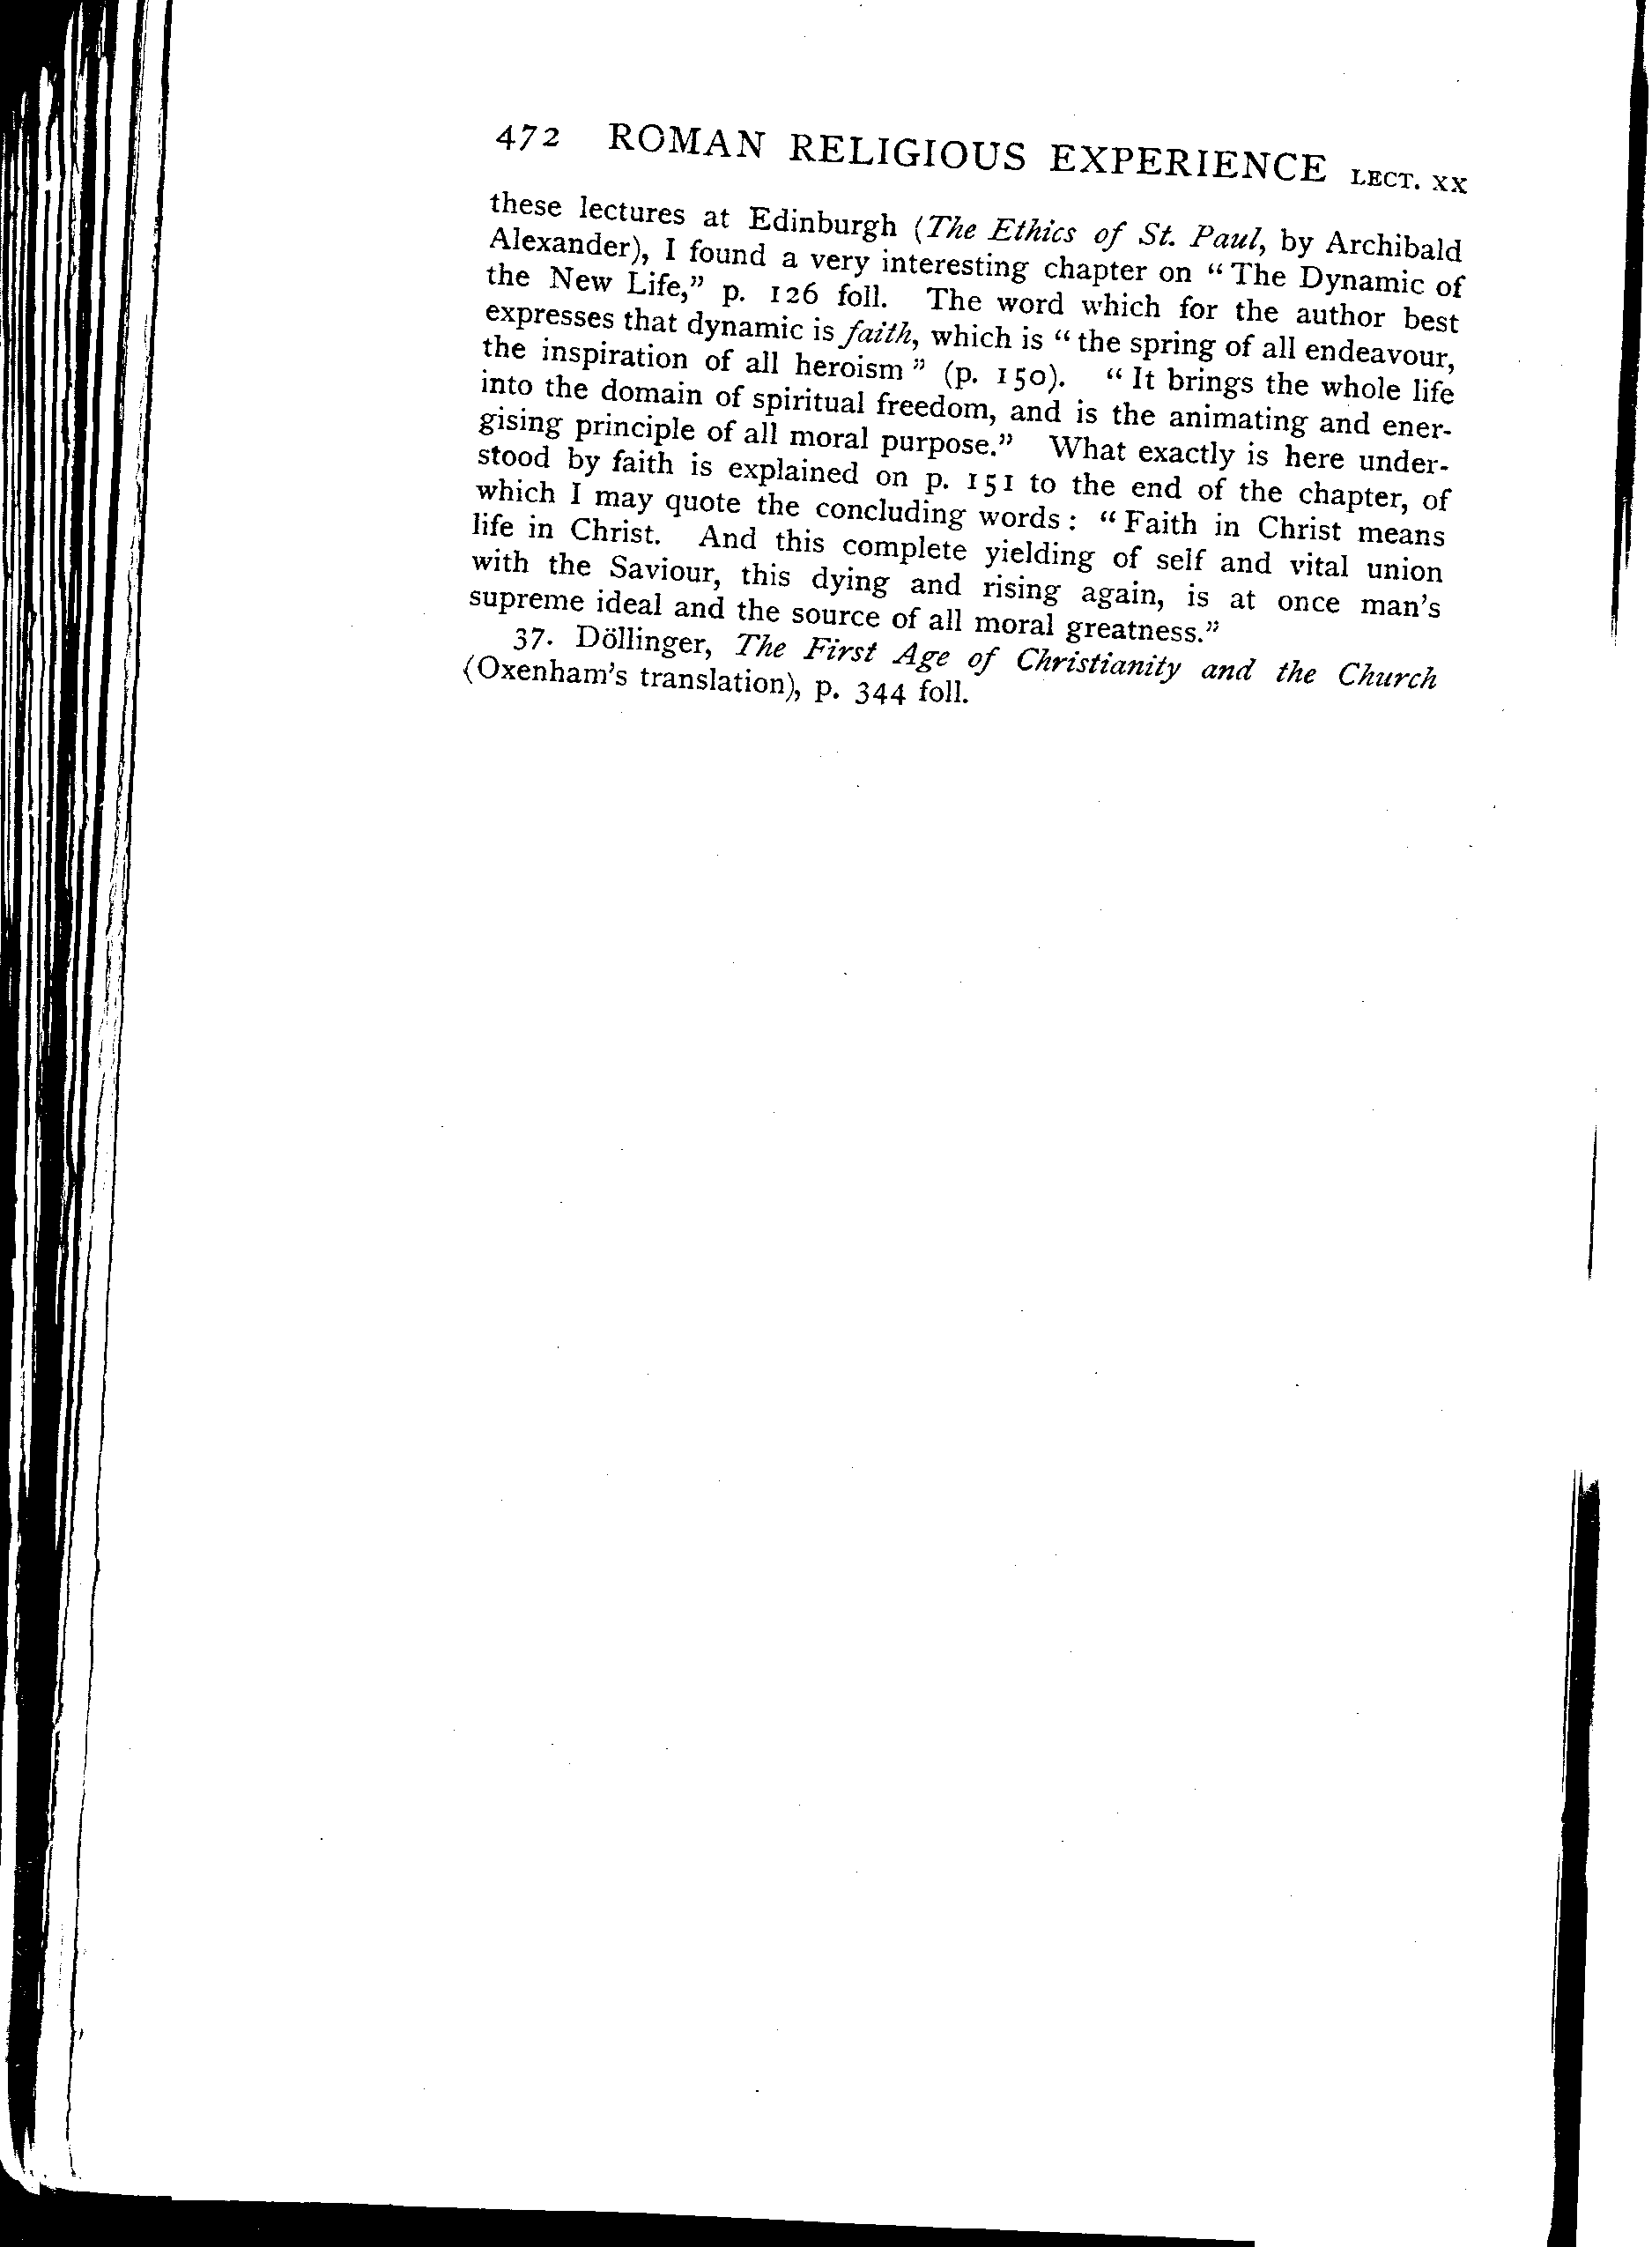 472 ROMAN RELIGIOUS EXPERIENCE LECT. XX
these lectures at Edinburgh (The Ethics of St. Paul, by Archibald
Alexander), I found a very interesting chapter on “The Dynamic of
the New Life,” p. 126 foll. The word which for the author best
expresses that dynamic is faith, which is “the spring of all endeavour,
the inspiration of all heroism” (p. 150). “It brings the whole life
into the domain of spiritual freedom, and is the animating and ener-
gising principle of all moral purpose.” What exactly is here under-
stood by faith is explained on p. 151 to the end of the chapter, of
which I may quote the concluding words: “Faith in Christ means
life in Christ. And this complete yielding of self and vital union
with the Saviour, this dying and rising again, is at once man's
supreme ideal and the source of all moral greatness.”
37. Döllinger, The First Age of Christianity and the Church
(Oxenham's translation), p. 344 foll.